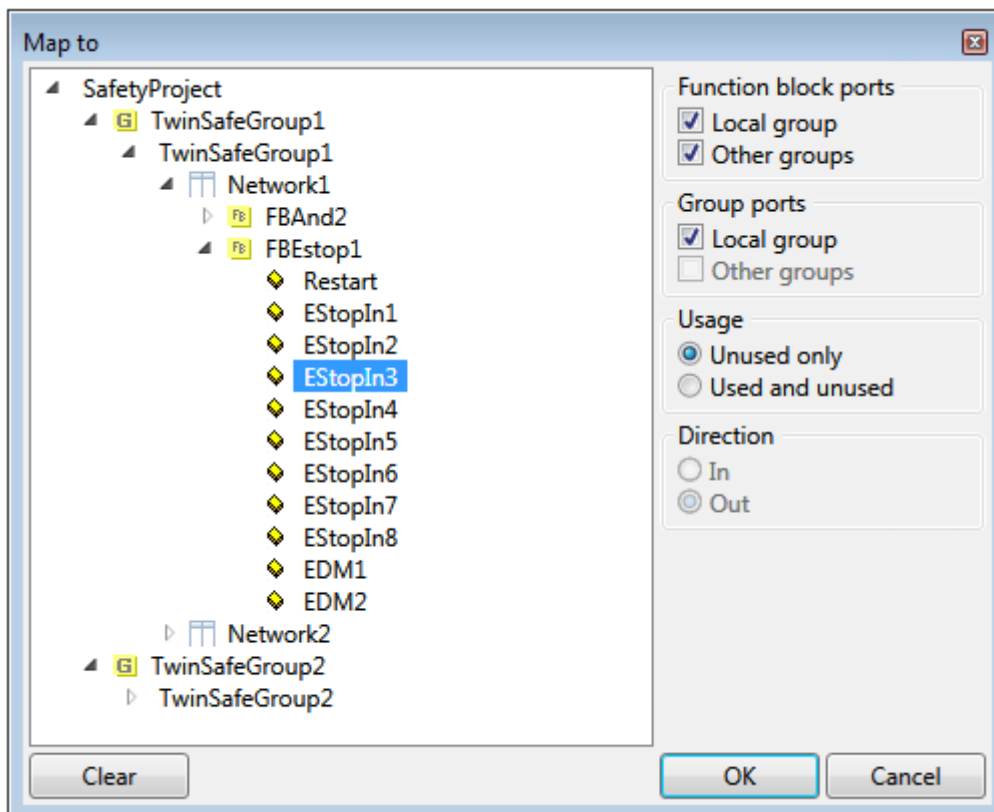 Map to
SafetyProject
G TwinSafeGroup1
TwinSafeGroup1
Network1
FB FBAnd2
FB FBEstop1
Restart
EStopIn1
EStopIn2
EStopIn3
EStopIn4
EStopIn5
EStopIn6
EStopIn7
EStopIn8
EDM1
EDM2
Network2
G TwinSafeGroup2
TwinSafeGroup2
Function block ports
Local group
Other groups
Group ports
Local group
Other groups
Usage
Unused only
Used and unused
Direction
In
Out
Clear
OK
Cancel